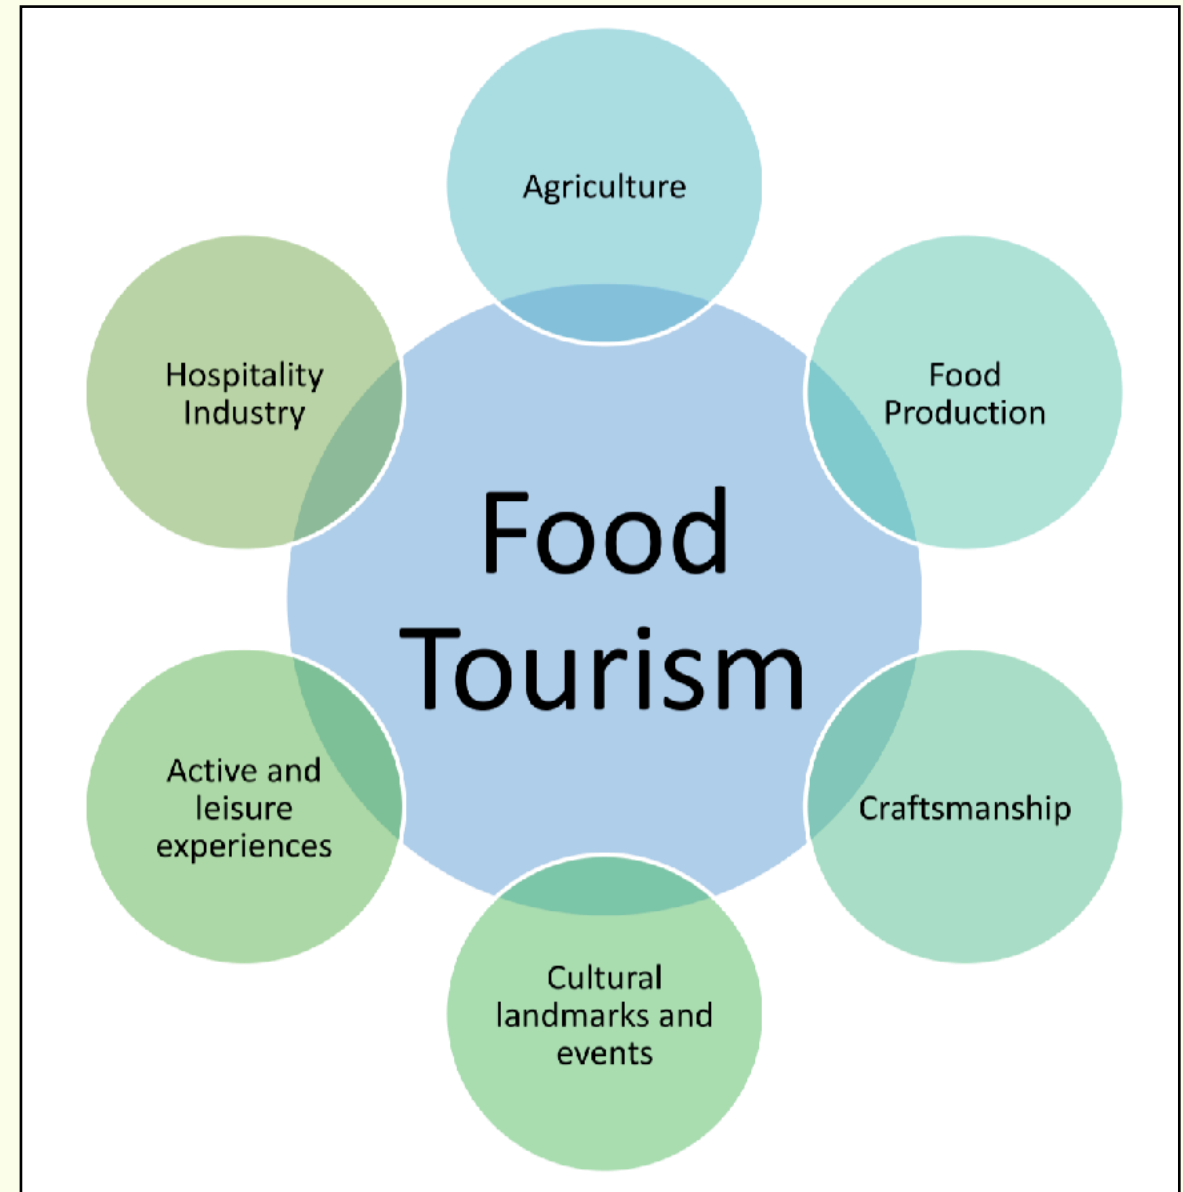 Agriculture
Hospitality
Industry
Food
Production
Food
Tourism
Active and
leisure
experiences
Craftsmanship
Cultural
landmarks and
events